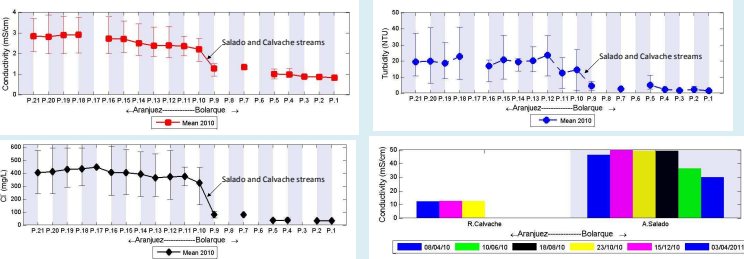 Conductivity (mS/cm)
4
3
2
1
0
Salado and Calvache streams
P.21 P.20 P.19 P.18 P.17 P.16 P.15 P.14 P.13 P.12 P.11 P.10 P.9 P.8 P.7 P.6 P.5 P.4 P.3 P.2 P.1
←Aranjuez-------------Bolarque →
Mean 2010
Turbidity (NTU)
50
40
30
20
10
0
Salado and Calvache streams
P.21 P.20 P.19 P.18 P.17 P.16 P.15 P.14 P.13 P.12 P.11 P.10 P.9 P.8 P.7 P.6 P.5 P.4 P.3 P.2 P.1
←Aranjuez-------------Bolarque →
Mean 2010
Cl⁻ (mg/L)
600
500
400
300
200
100
0
Salado and Calvache streams
P.21 P.20 P.19 P.18 P.17 P.16 P.15 P.14 P.13 P.12 P.11 P.10 P.9 P.8 P.7 P.6 P.5 P.4 P.3 P.2 P.1
←Aranjuez-------------Bolarque →
Mean 2010
Conductivity (mS/cm)
50
40
30
20
10
0
R.Calvache A.Salado
←Aranjuez-------------Bolarque →
08/04/10 10/06/10 18/08/10 23/10/10 15/12/10 03/04/2011